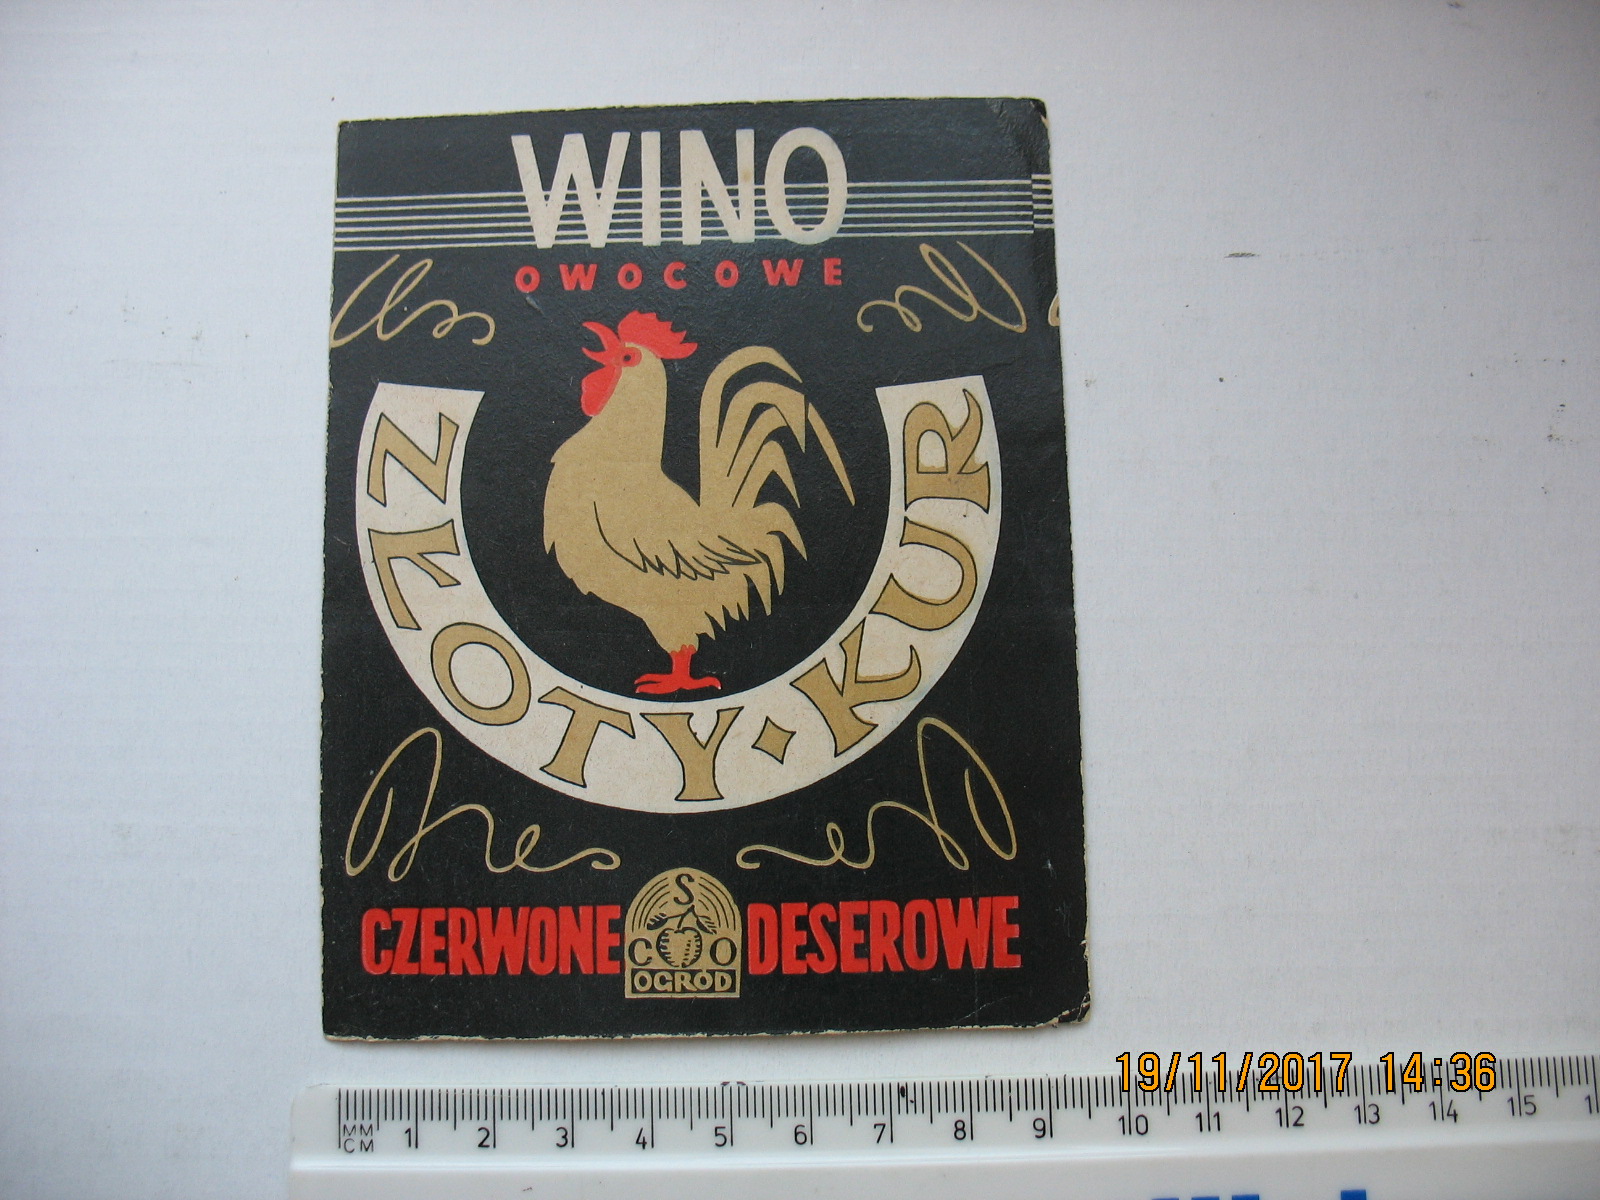 WINO
OWOCOWE
ZŁOTY · KUR
CZERWONE DESEROWE
CSO
OGRÓD
19/11/2017 14:36
MM
CM
1 2 3 4 5 6 7 8 9 10 11 12 13 14 15